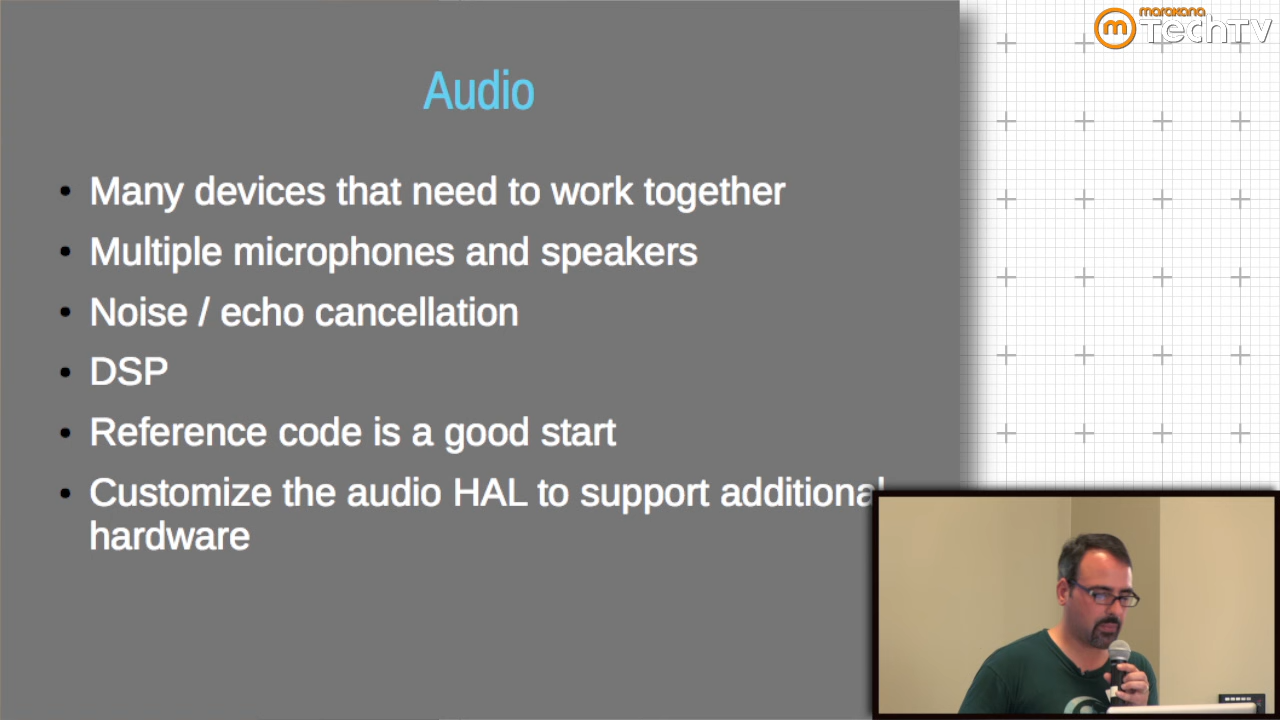 marakana
TechTV
Audio
Many devices that need to work together
Multiple microphones and speakers
Noise / echo cancellation
DSP
Reference code is a good start
Customize the audio HAL to support additional
hardware